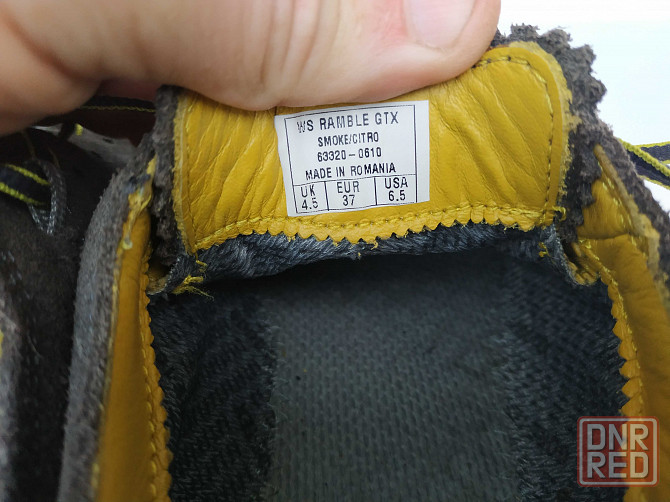 WS RAMBLE GTX
SMOKE/CITRO
63320-0610
MADE IN ROMANIA
UK EUR USA
4.5 37 6.5
DNR
RED